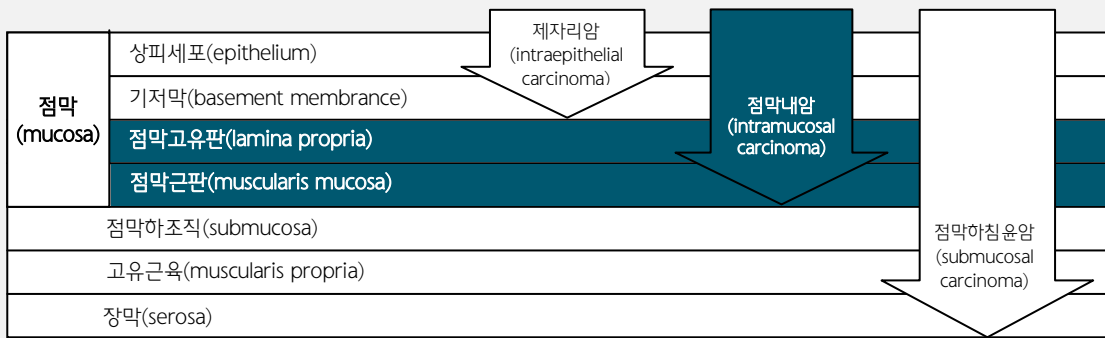 점막
(mucosa)
상피세포(epithelium)
기저막(basement membrance)
점막고유판(lamina propria)
점막근판(muscularis mucosa)
점막하조직(submucosa)
고유근육(muscularis propria)
장막(serosa)
제자리암
(intraepithelial
carcinoma)
점막내암
(intramucosal
carcinoma)
점막하침윤암
(submucosal
carcinoma)